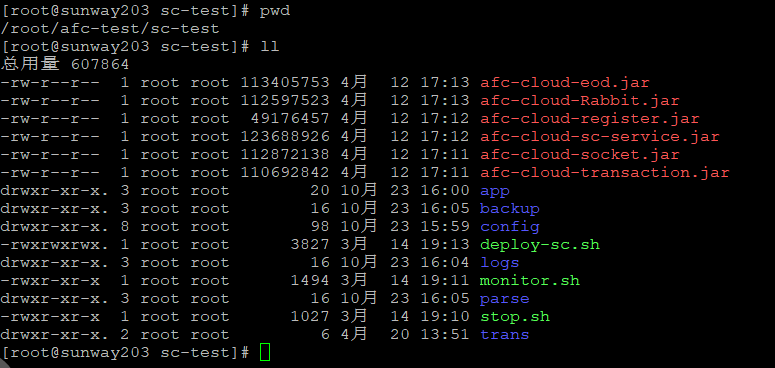 [root@sunway203 sc-test]# pwd
/root/afc-test/sc-test
[root@sunway203 sc-test]# ll
总用量 607864
-rw-r--r--  1 root root 113405753 4月  12 17:13 afc-cloud-eod.jar
-rw-r--r--  1 root root 112597523 4月  12 17:13 afc-cloud-Rabbit.jar
-rw-r--r--  1 root root  49176457 4月  12 17:12 afc-cloud-register.jar
-rw-r--r--  1 root root 123688926 4月  12 17:12 afc-cloud-sc-service.jar
-rw-r--r--  1 root root 112872138 4月  12 17:11 afc-cloud-socket.jar
-rw-r--r--  1 root root 110692842 4月  12 17:11 afc-cloud-transaction.jar
drwxr-xr-x. 3 root root        20 10月 23 16:00 app
drwxr-xr-x. 3 root root        16 10月 23 16:05 backup
drwxr-xr-x. 8 root root        98 10月 23 15:59 config
-rwxrwxrwx. 1 root root      3827 3月  14 19:13 deploy-sc.sh
drwxr-xr-x. 3 root root        16 10月 23 16:04 logs
-rwxr-xr-x  1 root root      1494 3月  14 19:11 monitor.sh
drwxr-xr-x. 3 root root        16 10月 23 16:05 parse
-rwxr-xr-x  1 root root      1027 3月  14 19:10 stop.sh
drwxr-xr-x. 2 root root         6 4月  20 13:51 trans
[root@sunway203 sc-test]#